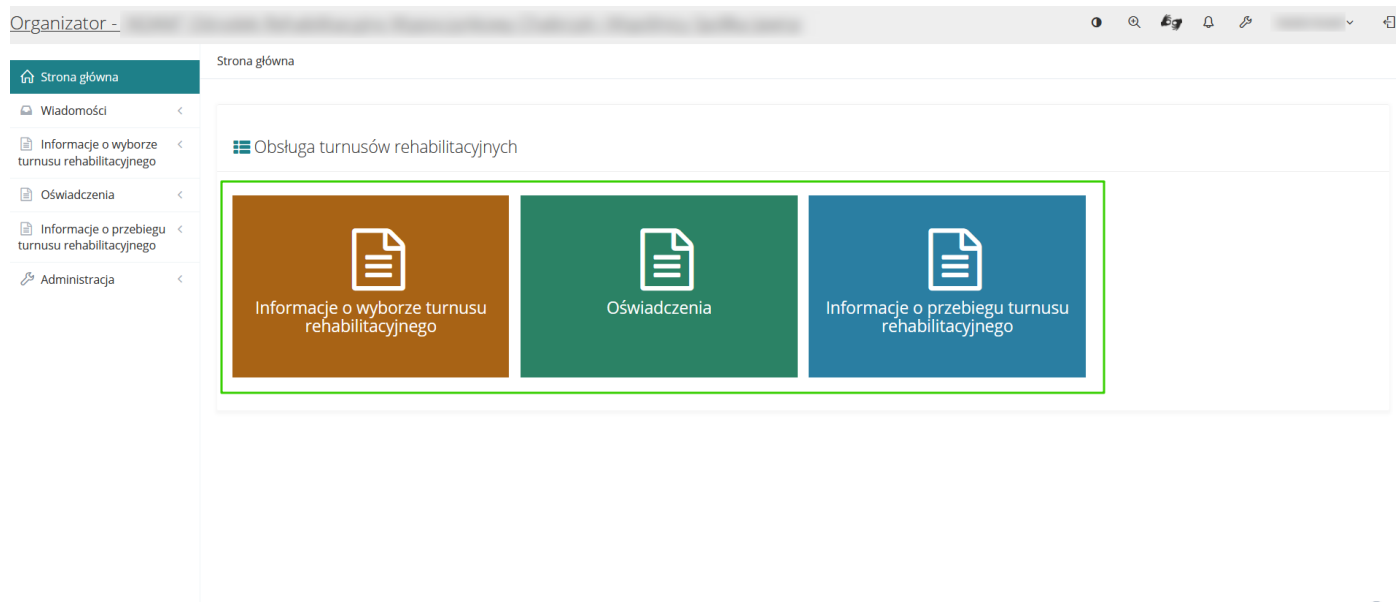 Organizator -
Strona główna
Strona główna
Wiadomości
Informacje o wyborze
turnusu rehabilitacyjnego
Oświadczenia
Informacje o przebiegu
turnusu rehabilitacyjnego
Administracja
Obsługa turnusów rehabilitacyjnych
Informacje o wyborze turnusu
rehabilitacyjnego
Oświadczenia
Informacje o przebiegu turnusu
rehabilitacyjnego